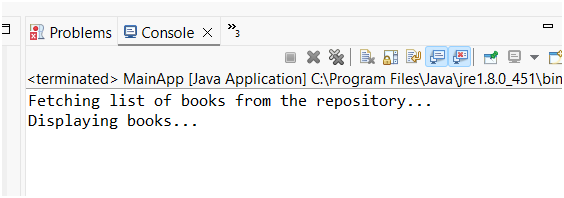 Problems Console »3
<terminated> MainApp [Java Application] C:\Program Files\Java\jre1.8.0_451\bin
Fetching list of books from the repository...
Displaying books...